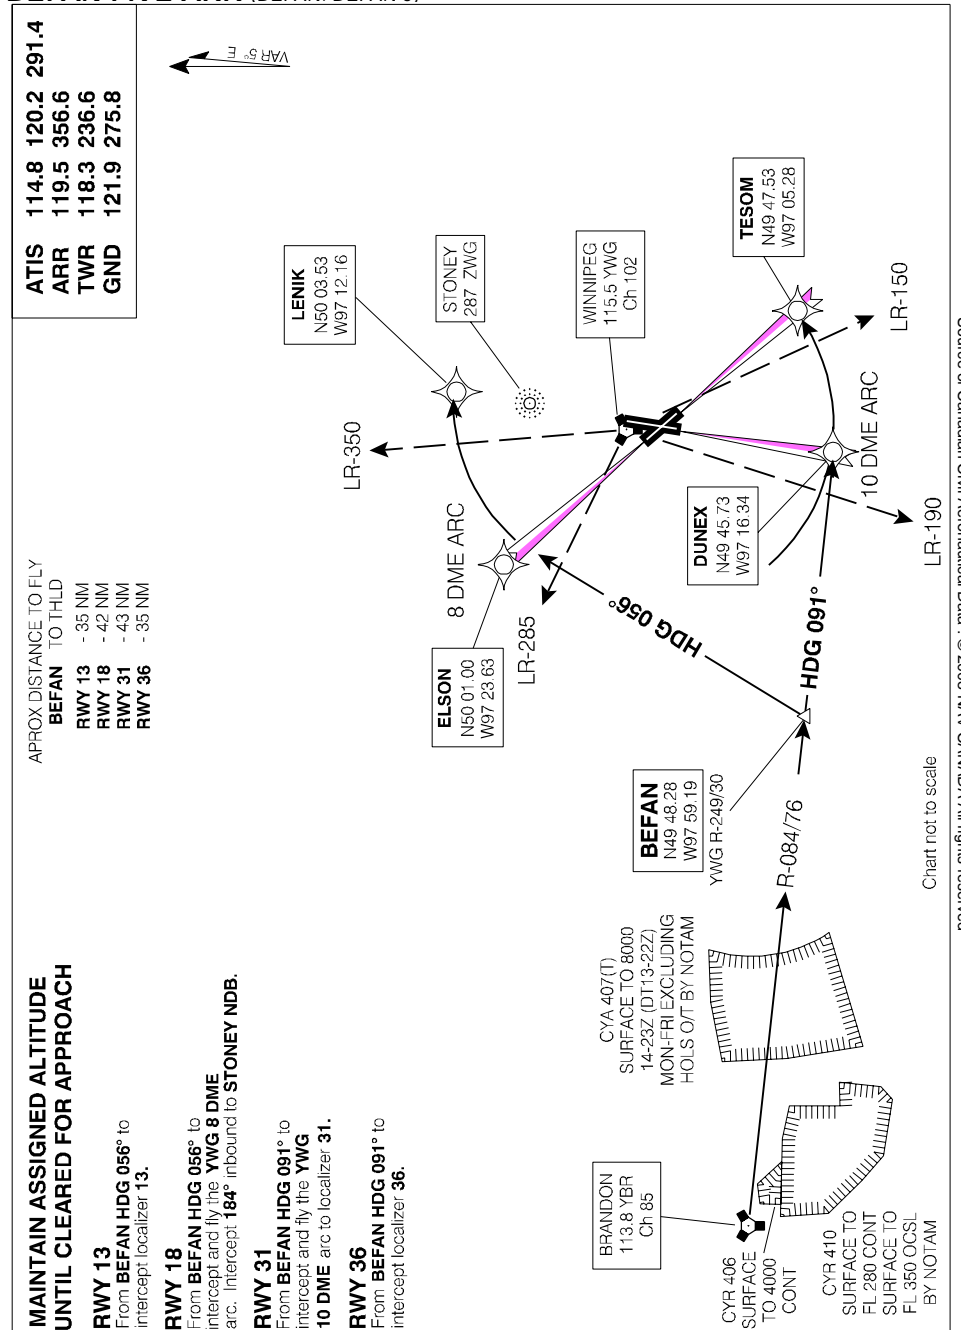 MAINTAIN ASSIGNED ALTITUDE
UNTIL CLEARED FOR APPROACH
RWY 13
From BEFAN HDG 056° to
intercept localizer 13.
RWY 18
From BEFAN HDG 056° to
intercept and fly the YWG 8 DME
arc. Intercept 184° inbound to STONEY NDB.
RWY 31
From BEFAN HDG 091° to
intercept and fly the YWG
10 DME arc to localizer 31.
RWY 36
From BEFAN HDG 091° to
intercept localizer 36.
APROX DISTANCE TO FLY
BEFAN TO THLD
RWY 13 - 35 NM
RWY 18 - 42 NM
RWY 31 - 43 NM
RWY 36 - 35 NM
ATIS 114.8 120.2 291.4
ARR 119.5 356.6
TWR 118.3 236.6
GND 121.9 275.8
VAR 5° E
LENIK
N50 03.53
W97 12.16
STONEY
287 ZWG
WINNIPEG
115.5 YWG
Ch 102
TESOM
N49 47.53
W97 05.28
LR-350
8 DME ARC
LR-285
ELSON
N50 01.00
W97 23.63
HDG 056°
DUNEX
N49 45.73
W97 16.34
10 DME ARC
LR-150
LR-190
HDG 091°
BEFAN
N49 48.28
W97 59.19
YWG R-249/30
R-084/76
CYA 407(T)
SURFACE TO 8000
14-23Z (DT13-22Z)
MON-FRI EXCLUDING
HOLS O/T BY NOTAM
BRANDON
113.8 YBR
Ch 85
CYR 406
SURFACE
TO 4000
CONT
CYR 410
SURFACE TO
FL 280 CONT
SURFACE TO
FL 350 OCSL
BY NOTAM
Chart not to scale